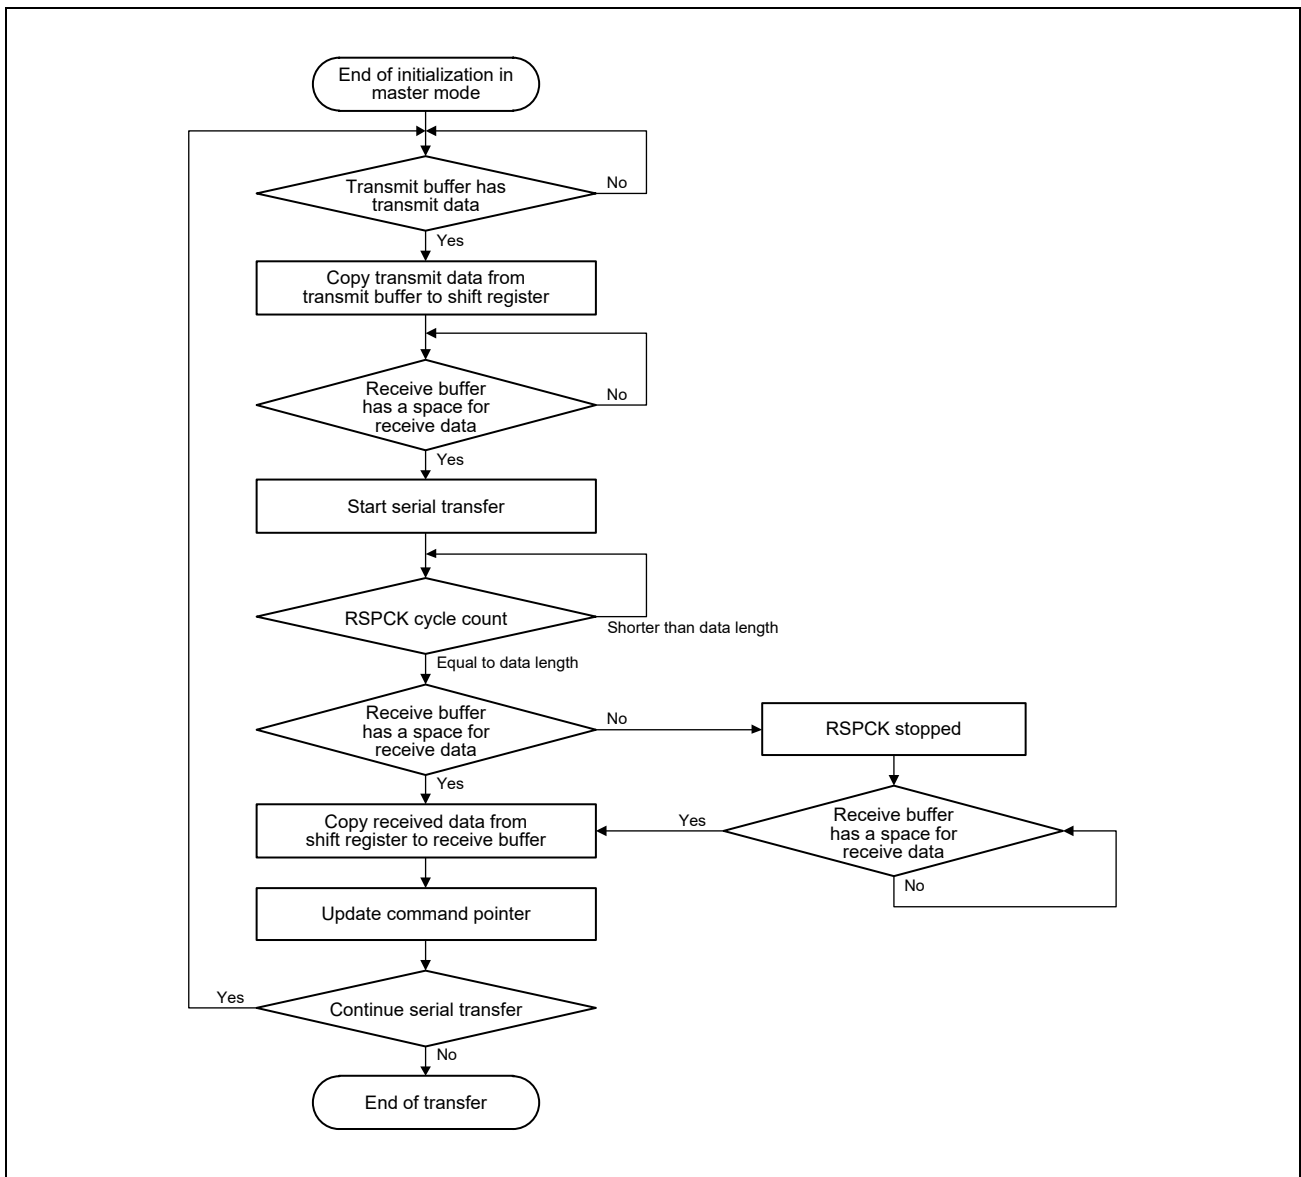 End of initialization in
master mode
Transmit buffer has
transmit data
No
Yes
Copy transmit data from
transmit buffer to shift register
Receive buffer
has a space for
receive data
No
Yes
Start serial transfer
RSPCK cycle count
Shorter than data length
Equal to data length
Receive buffer
has a space for
receive data
No
RSPCK stopped
Yes
Copy received data from
shift register to receive buffer
Yes
Receive buffer
has a space for
receive data
No
Update command pointer
Yes
Continue serial transfer
No
End of transfer